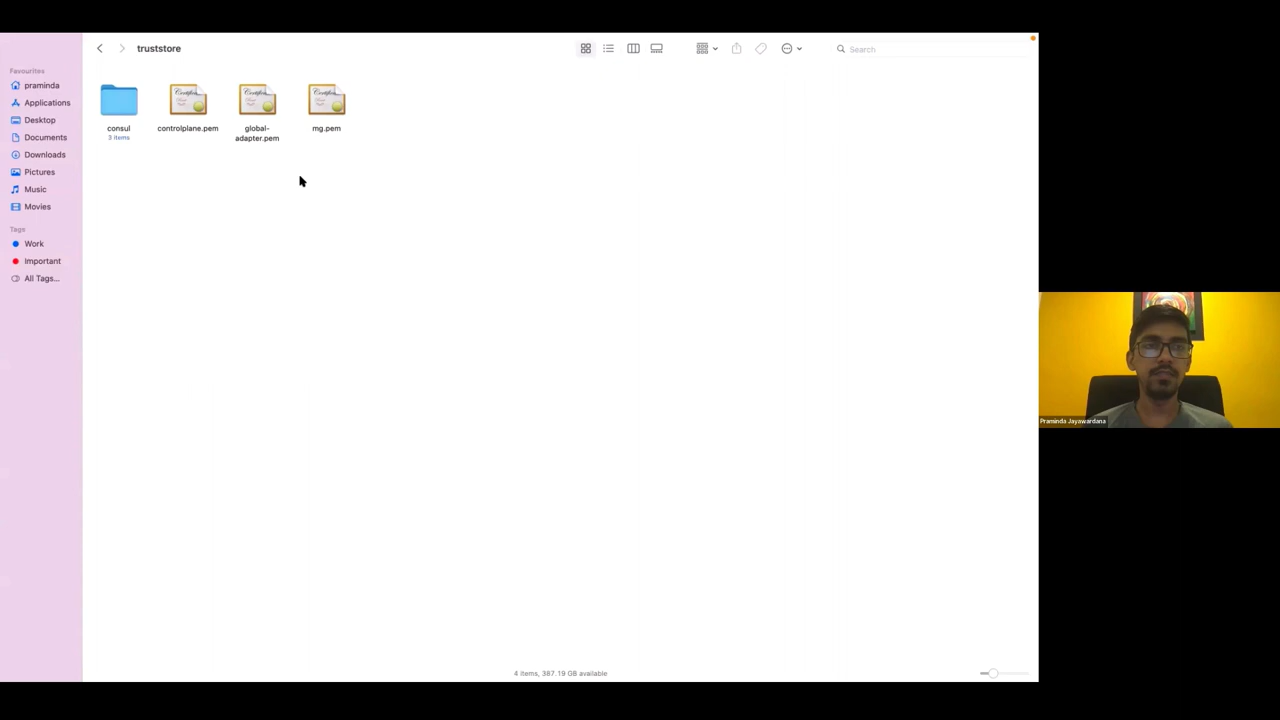 truststore
Search
Favourites
praminda
Applications
Desktop
Documents
Downloads
Pictures
Music
Movies
Tags
Work
Important
All Tags...
consul
3 items
controlplane.pem
global-
adapter.pem
mg.pem
4 items, 387.19 GB available
Praminda Jayawardana